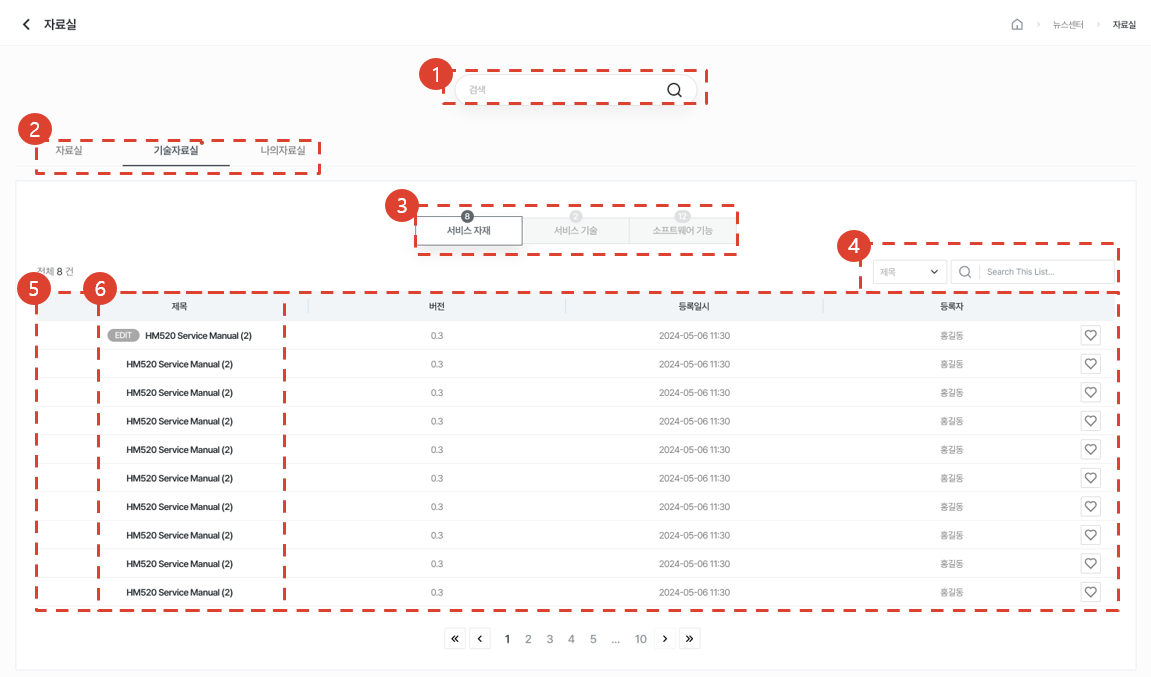 자료실
뉴스센터
자료실
1
검색
2
자료실
기술자료실
나의자료실
3
8
서비스 자재
2
서비스 기술
12
소프트웨어 기능
4
전체 8 건
제목
Search This List...
5
6
제목 버전 등록일시 등록자
EDIT HM520 Service Manual (2) 0.3 2024-05-06 11:30 홍길동
HM520 Service Manual (2) 0.3 2024-05-06 11:30 홍길동
HM520 Service Manual (2) 0.3 2024-05-06 11:30 홍길동
HM520 Service Manual (2) 0.3 2024-05-06 11:30 홍길동
HM520 Service Manual (2) 0.3 2024-05-06 11:30 홍길동
HM520 Service Manual (2) 0.3 2024-05-06 11:30 홍길동
HM520 Service Manual (2) 0.3 2024-05-06 11:30 홍길동
HM520 Service Manual (2) 0.3 2024-05-06 11:30 홍길동
HM520 Service Manual (2) 0.3 2024-05-06 11:30 홍길동
HM520 Service Manual (2) 0.3 2024-05-06 11:30 홍길동
« ‹ 1 2 3 4 5 ... 10 › »